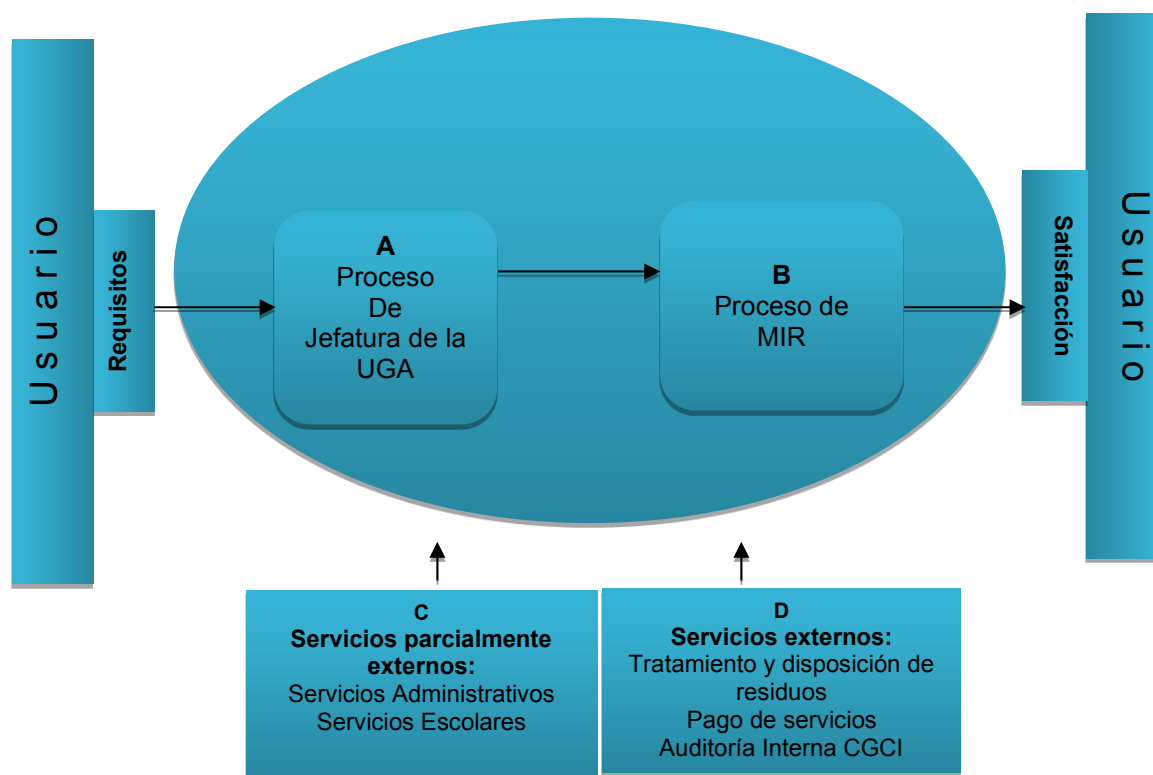 Usuario
Requisitos
A
Proceso
De
Jefatura de la
UGA
B
Proceso de
MIR
Satisfacción
Usuario
C
Servicios parcialmente
externos:
Servicios Administrativos
Servicios Escolares
D
Servicios externos:
Tratamiento y disposición de
residuos
Pago de servicios
Auditoría Interna CGCI